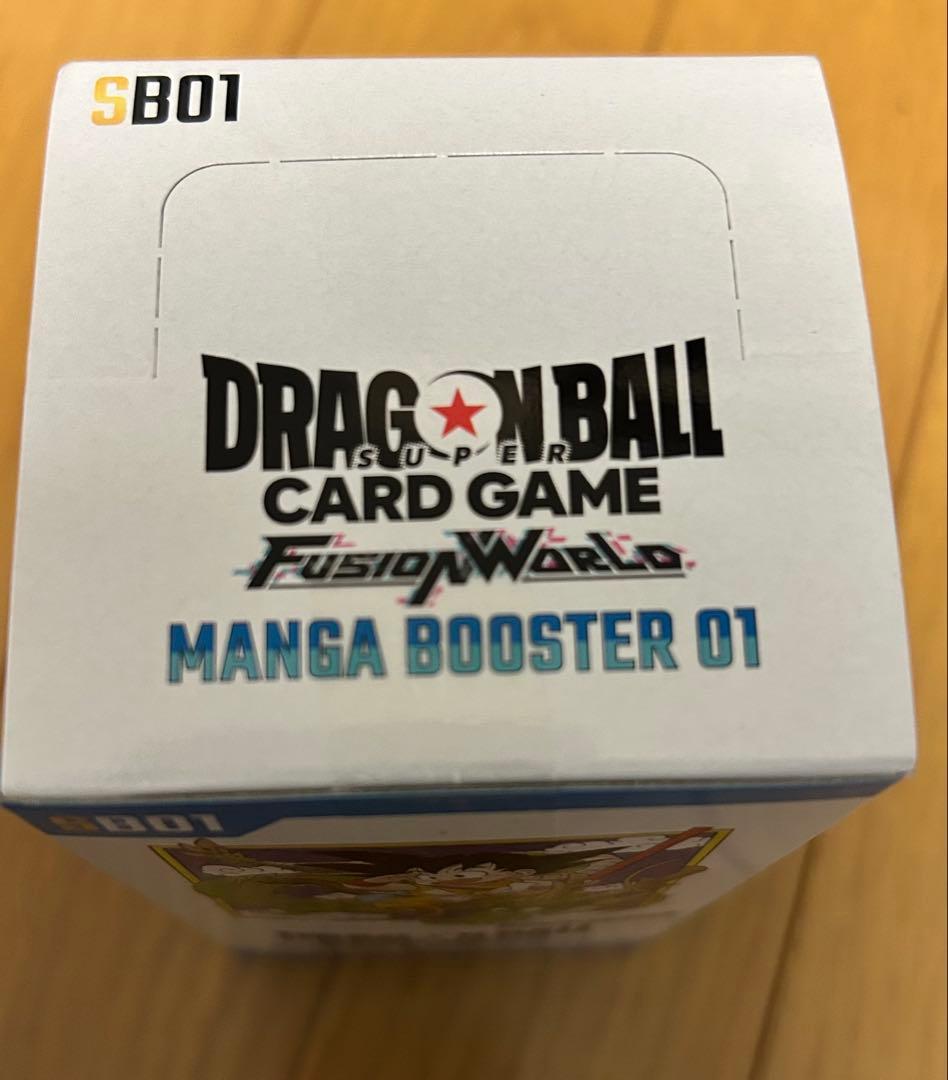 SB01
DRAGON BALL
SUPER
CARD GAME
FUSION WORLD
MANGA BOOSTER 01
SB01